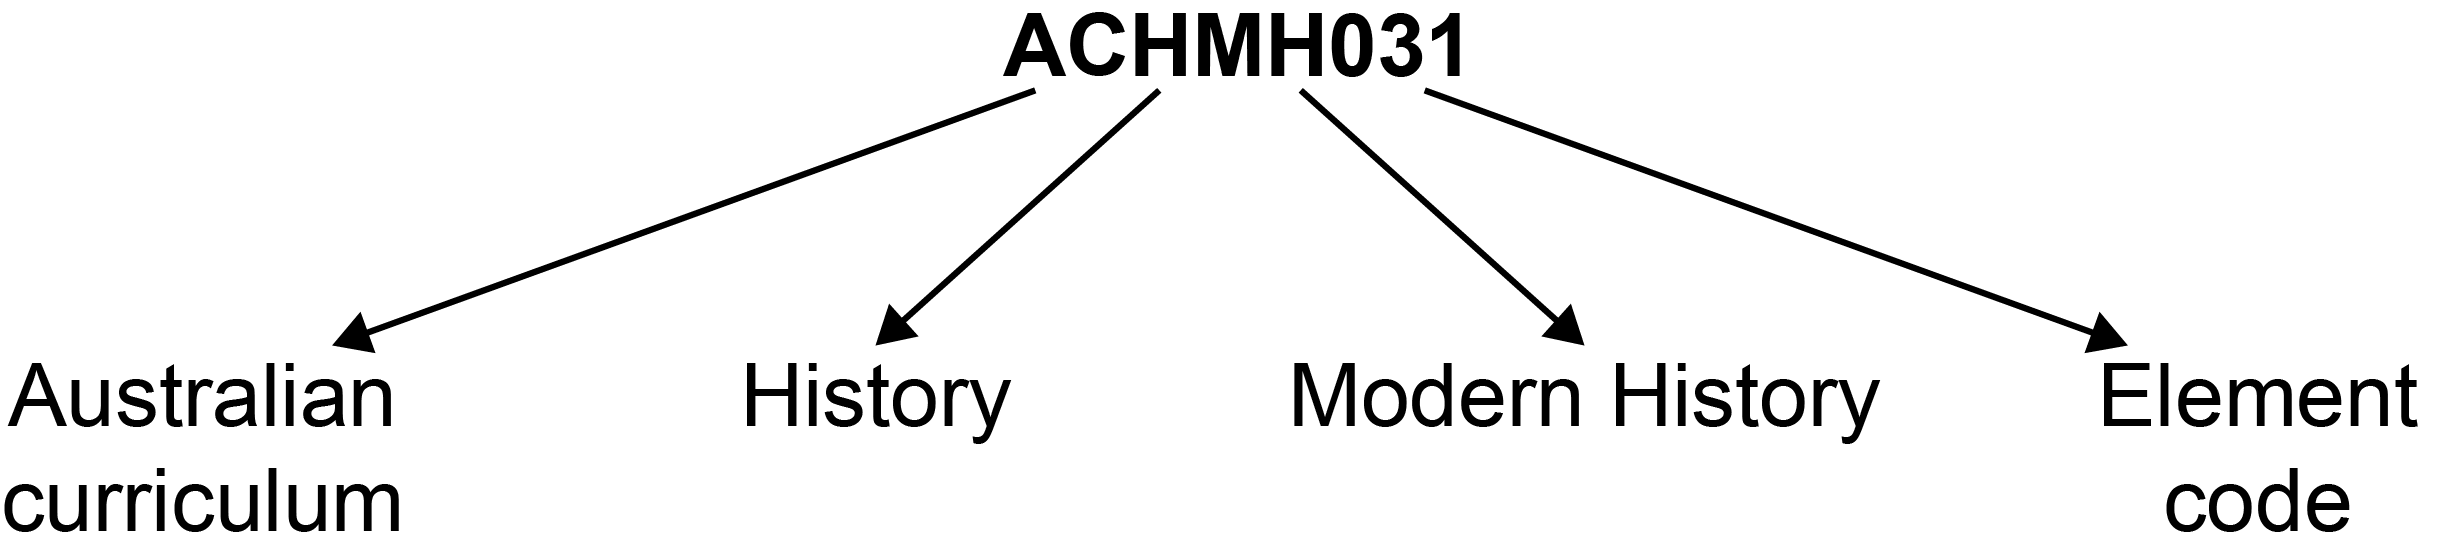 ACHMH031
Australian
curriculum
History
Modern History
Element
code